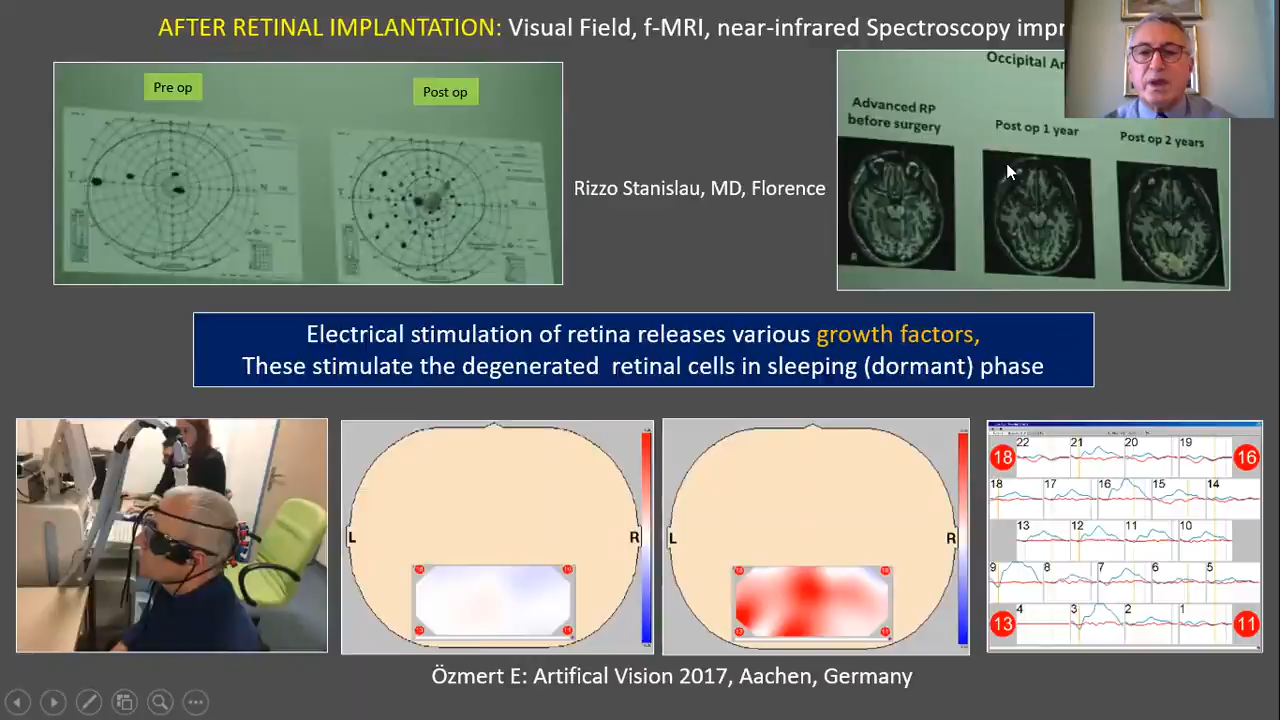 AFTER RETINAL IMPLANTATION: Visual Field, f-MRI, near-infrared Spectroscopy impr
Pre op
Post op
T
N
T
Occipital Ar
Advanced RP
before surgery
Post op 1 year
Post op 2 years
R
Rizzo Stanislau, MD, Florence
Electrical stimulation of retina releases various growth factors,
These stimulate the degenerated retinal cells in sleeping (dormant) phase
L
R
L
R
22 21 20 19
18 16
18 17 16 15 14
13 12 11 10
9 8 7 6 5
4 3 2 1
13 11
Özmert E: Artifical Vision 2017, Aachen, Germany